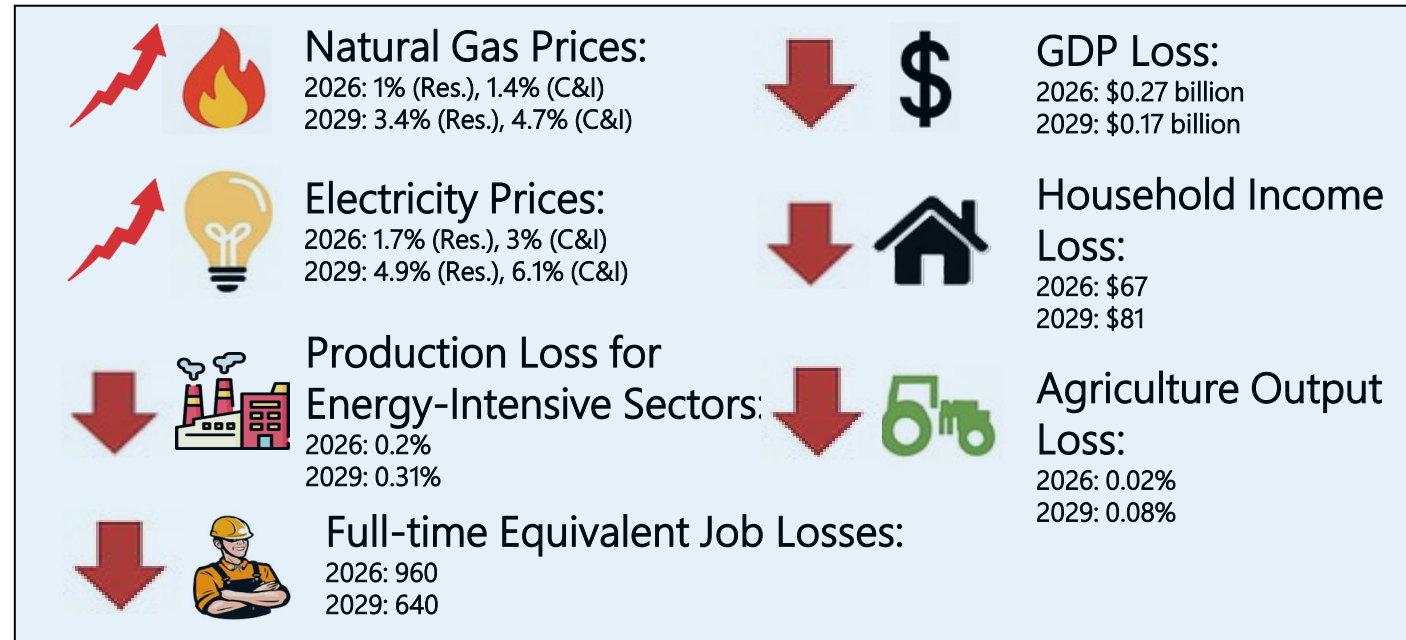 Natural Gas Prices:
2026: 1% (Res.), 1.4% (C&I)
2029: 3.4% (Res.), 4.7% (C&I)
Electricity Prices:
2026: 1.7% (Res.), 3% (C&I)
2029: 4.9% (Res.), 6.1% (C&I)
Production Loss for
Energy-Intensive Sectors:
2026: 0.2%
2029: 0.31%
Full-time Equivalent Job Losses:
2026: 960
2029: 640
$
GDP Loss:
2026: $0.27 billion
2029: $0.17 billion
Household Income
Loss:
2026: $67
2029: $81
Agriculture Output
Loss:
2026: 0.02%
2029: 0.08%